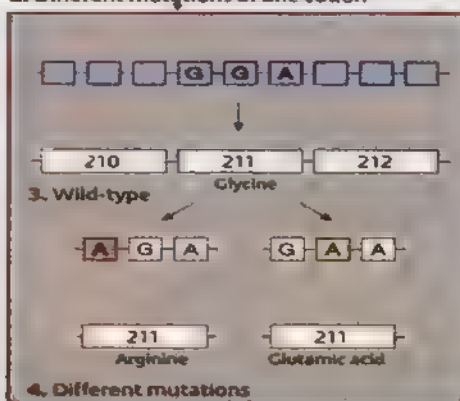 G G A
210 211 212
Glycine
3. Wild-type
A G A G A A
211 211
Arginine Glutamic acid
4. Different mutations